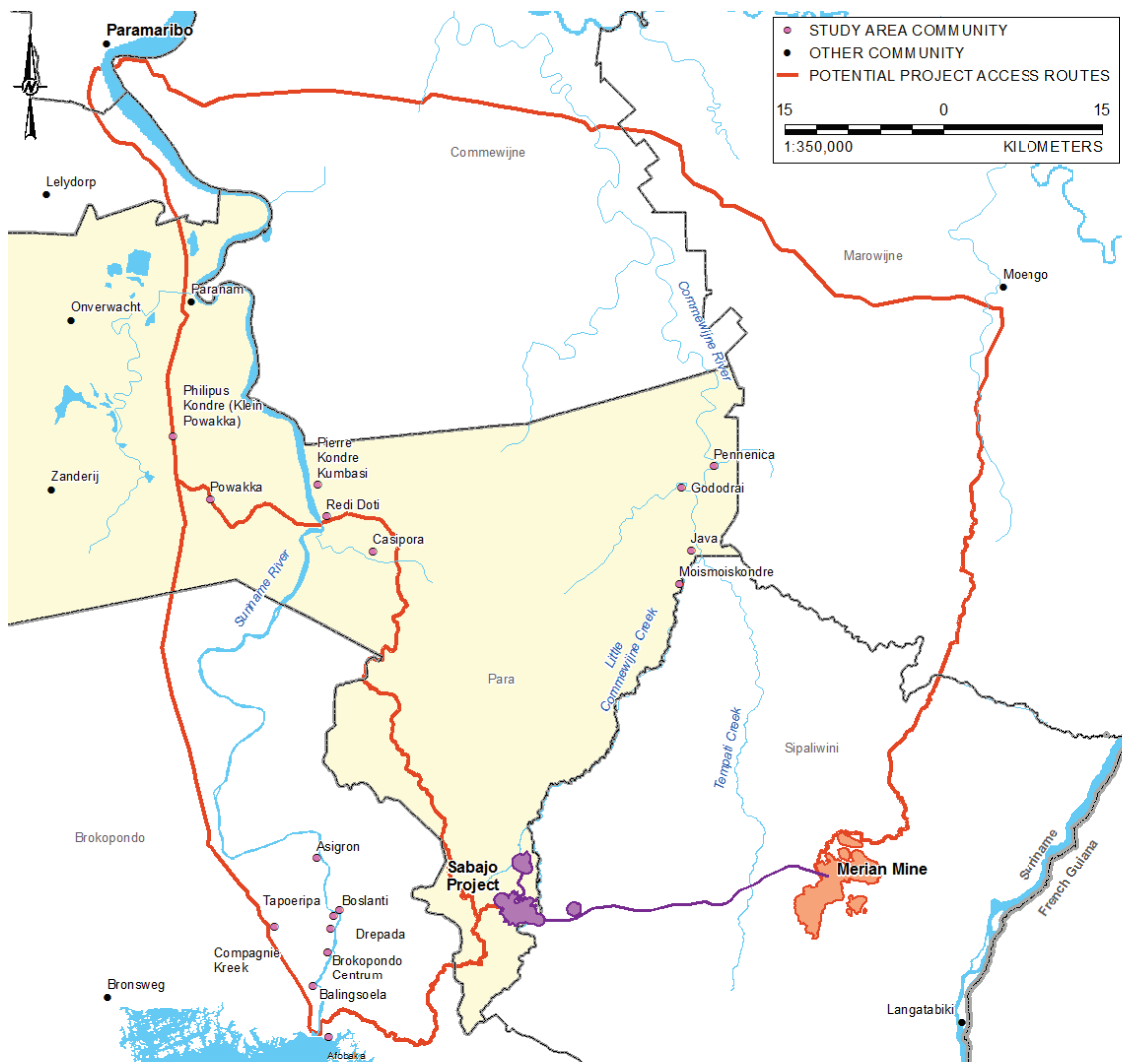 Paramaribo
STUDY AREA COMMUNITY
OTHER COMMUNITY
POTENTIAL PROJECT ACCESS ROUTES
15 0 15
1:350,000 KILOMETERS
N
Commewijne
Lelydorp
Marowijne
Moengo
Paranam
Onverwacht
Commewijne River
Philipus
Kondre (Klein
Powakka)
Pierre
Kondre
Kumbasi
Pennenica
Zanderij
Powakka
Gododrai
Redi Doti
Casipora
Java
Moismoiskondre
Suriname River
Little
Commewijne Creek
Para
Tempati Creek
Sipaliwini
Brokopondo
Asigron
Sabajo
Project
Merian Mine
Suriname
French Guiana
Tapoeripa
Boslanti
Drepada
Compagnie
Kreek
Brokopondo
Centrum
Bronsweg
Balingsoela
Langatabiki
Afobaka